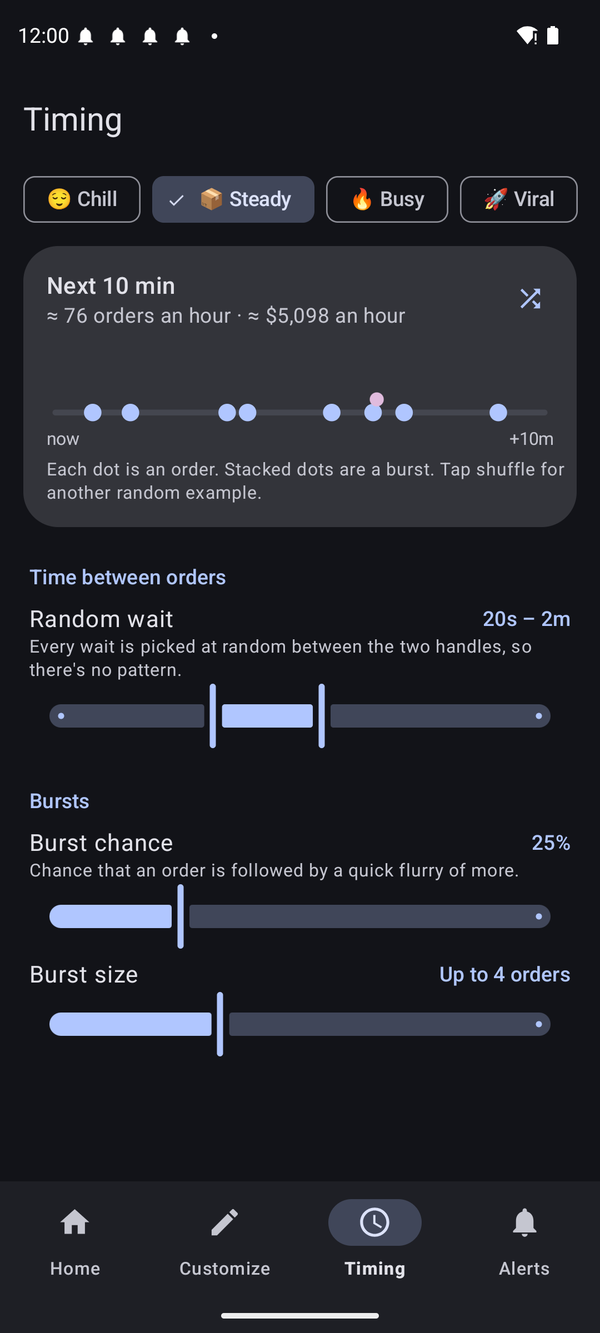 12:00
Timing
😌 Chill
📦 Steady
🔥 Busy
🚀 Viral
Next 10 min
≈ 76 orders an hour · ≈ $5,098 an hour
now
+10m
Each dot is an order. Stacked dots are a burst. Tap shuffle for
another random example.
Time between orders
Random wait
20s – 2m
Every wait is picked at random between the two handles, so
there's no pattern.
Bursts
Burst chance
25%
Chance that an order is followed by a quick flurry of more.
Burst size
Up to 4 orders
Home
Customize
Timing
Alerts